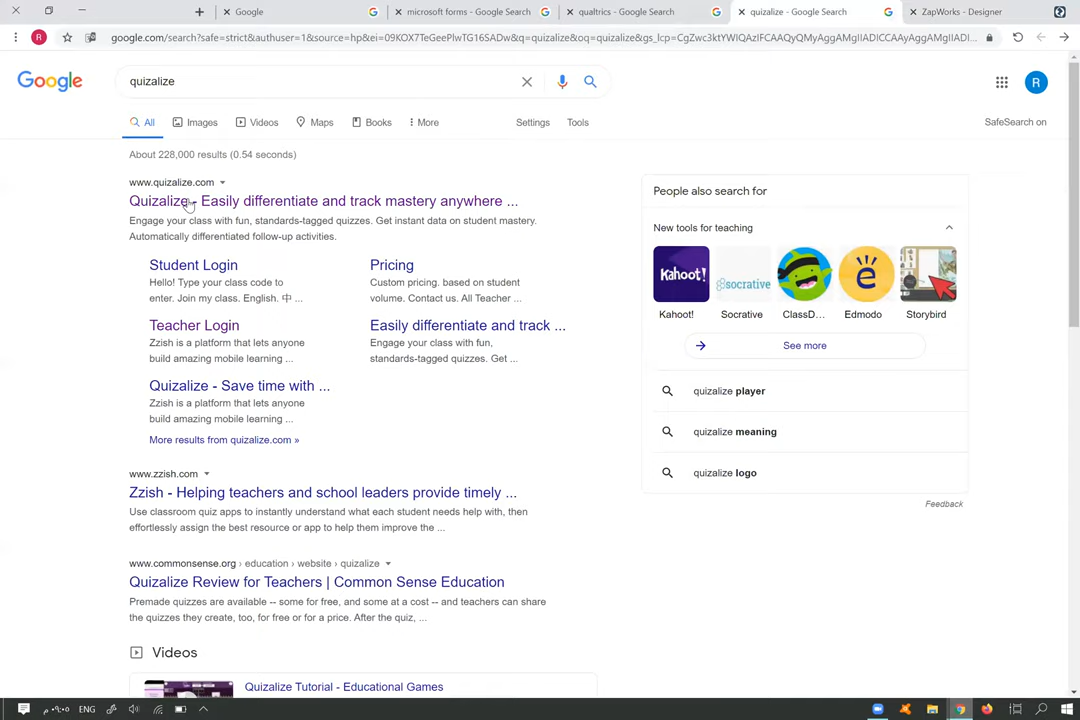 Google
microsoft forms - Google Search
qualtrics - Google Search
quizalize - Google Search
ZapWorks - Designer
R
google.com/search?safe=strict&authuser=1&source=hp&ei=09KOX7TeGeePlwTG16SADw&q=quizalize&oq=quizalize&gs_lcp=CgZwc3ktYWIQAzIFCAAQyQMyAggAMgIIADICCAAyAggAMgIIADICCAAyAggAMgIIADI...
Google
quizalize
R
All
Images
Videos
Maps
Books
More
Settings
Tools
SafeSearch on
About 228,000 results (0.54 seconds)
www.quizalize.com
Quizalize - Easily differentiate and track mastery anywhere ...
Engage your class with fun, standards-tagged quizzes. Get instant data on student mastery.
Automatically differentiated follow-up activities.
Student Login
Hello! Type your class code to
enter. Join my class. English. 中 ...
Pricing
Custom pricing. based on student
volume. Contact us. All Teacher ...
Teacher Login
Zzish is a platform that lets anyone
build amazing mobile learning ...
Easily differentiate and track ...
Engage your class with fun,
standards-tagged quizzes. Get ...
Quizalize - Save time with ...
Zzish is a platform that lets anyone
build amazing mobile learning ...
More results from quizalize.com »
www.zzish.com
Zzish - Helping teachers and school leaders provide timely ...
Use classroom quiz apps to instantly understand what each student needs help with, then
effortlessly assign the best resource or app to help them improve the ...
www.commonsense.org › education › website › quizalize
Quizalize Review for Teachers | Common Sense Education
Premade quizzes are available -- some for free, and some at a cost -- and teachers can share
the quizzes they create, too, for free or for a price. After the quiz, ...
Videos
Quizalize Tutorial - Educational Games
People also search for
New tools for teaching
Kahoot!
socrative
Kahoot!
Socrative
ClassD...
Edmodo
Storybird
See more
quizalize player
quizalize meaning
quizalize logo
Feedback
ENG